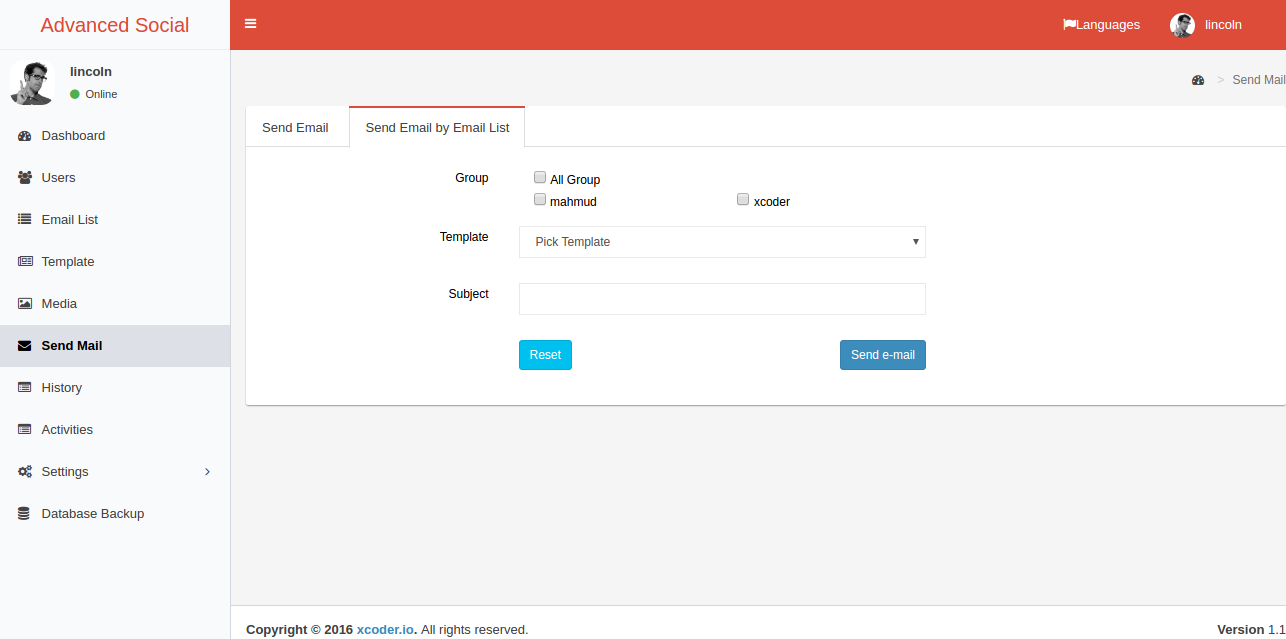 Advanced Social
Languages lincoln
lincoln
Online
Dashboard
Users
Email List
Template
Media
Send Mail
History
Activities
Settings
Database Backup
> Send Mail
Send Email Send Email by Email List
Group All Group
mahmud xcoder
Template Pick Template
Subject
Reset Send e-mail
Copyright © 2016 xcoder.io. All rights reserved. Version 1.1